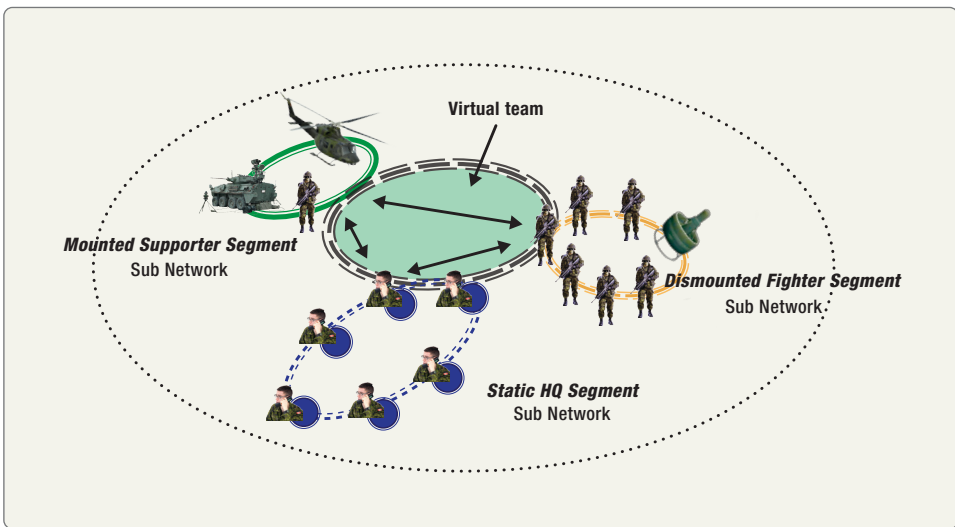 Virtual team
Mounted Supporter Segment
Sub Network
Dismounted Fighter Segment
Sub Network
Static HQ Segment
Sub Network